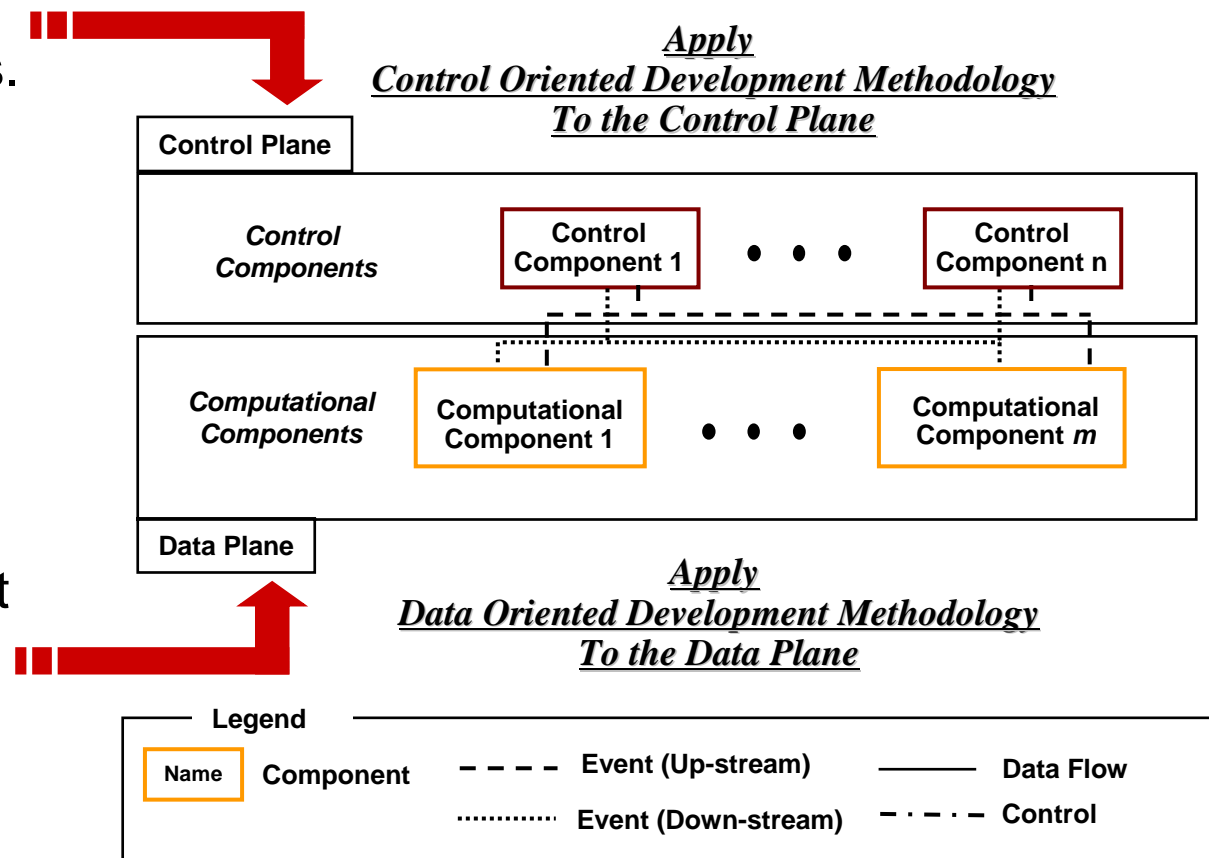 s.
Apply
Control Oriented Development Methodology
To the Control Plane
Control Plane
Control
Components
Control
Component 1
• • •
Control
Component n
Computational
Components
Computational
Component 1
• • •
Computational
Component m
Data Plane
t
Apply
Data Oriented Development Methodology
To the Data Plane
Legend
Name
Component
Event (Up-stream)
Data Flow
Event (Down-stream)
Control